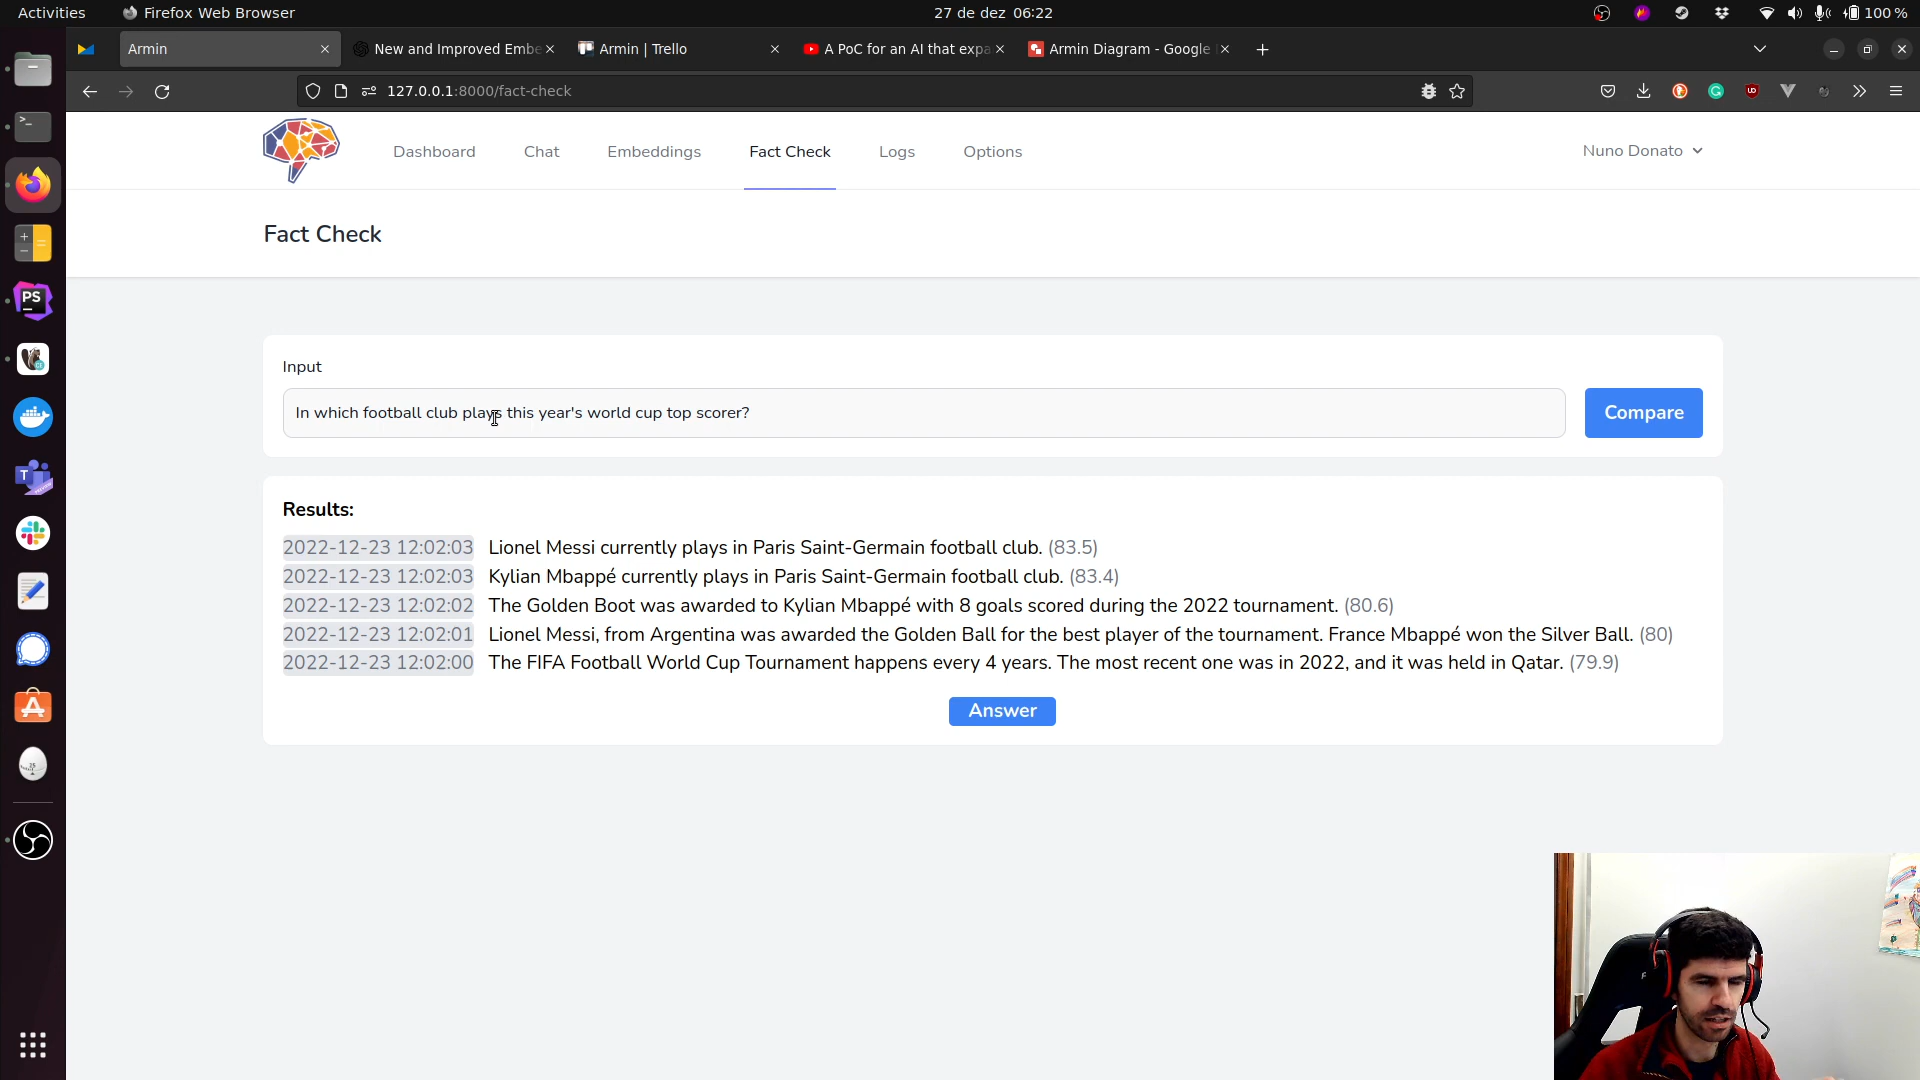 Activities
Firefox Web Browser
27 de dez 06:22
100 %
Armin
New and Improved Embe
Armin | Trello
A PoC for an AI that expa
Armin Diagram - Google
127.0.0.1:8000/fact-check
Dashboard
Chat
Embeddings
Fact Check
Logs
Options
Nuno Donato
Fact Check
Input
In which football club plays this year's world cup top scorer?
Compare
Results:
2022-12-23 12:02:03 Lionel Messi currently plays in Paris Saint-Germain football club. (83.5)
2022-12-23 12:02:03 Kylian Mbappé currently plays in Paris Saint-Germain football club. (83.4)
2022-12-23 12:02:02 The Golden Boot was awarded to Kylian Mbappé with 8 goals scored during the 2022 tournament. (80.6)
2022-12-23 12:02:01 Lionel Messi, from Argentina was awarded the Golden Ball for the best player of the tournament. France Mbappé won the Silver Ball. (80)
2022-12-23 12:02:00 The FIFA Football World Cup Tournament happens every 4 years. The most recent one was in 2022, and it was held in Qatar. (79.9)
Answer
PS
T